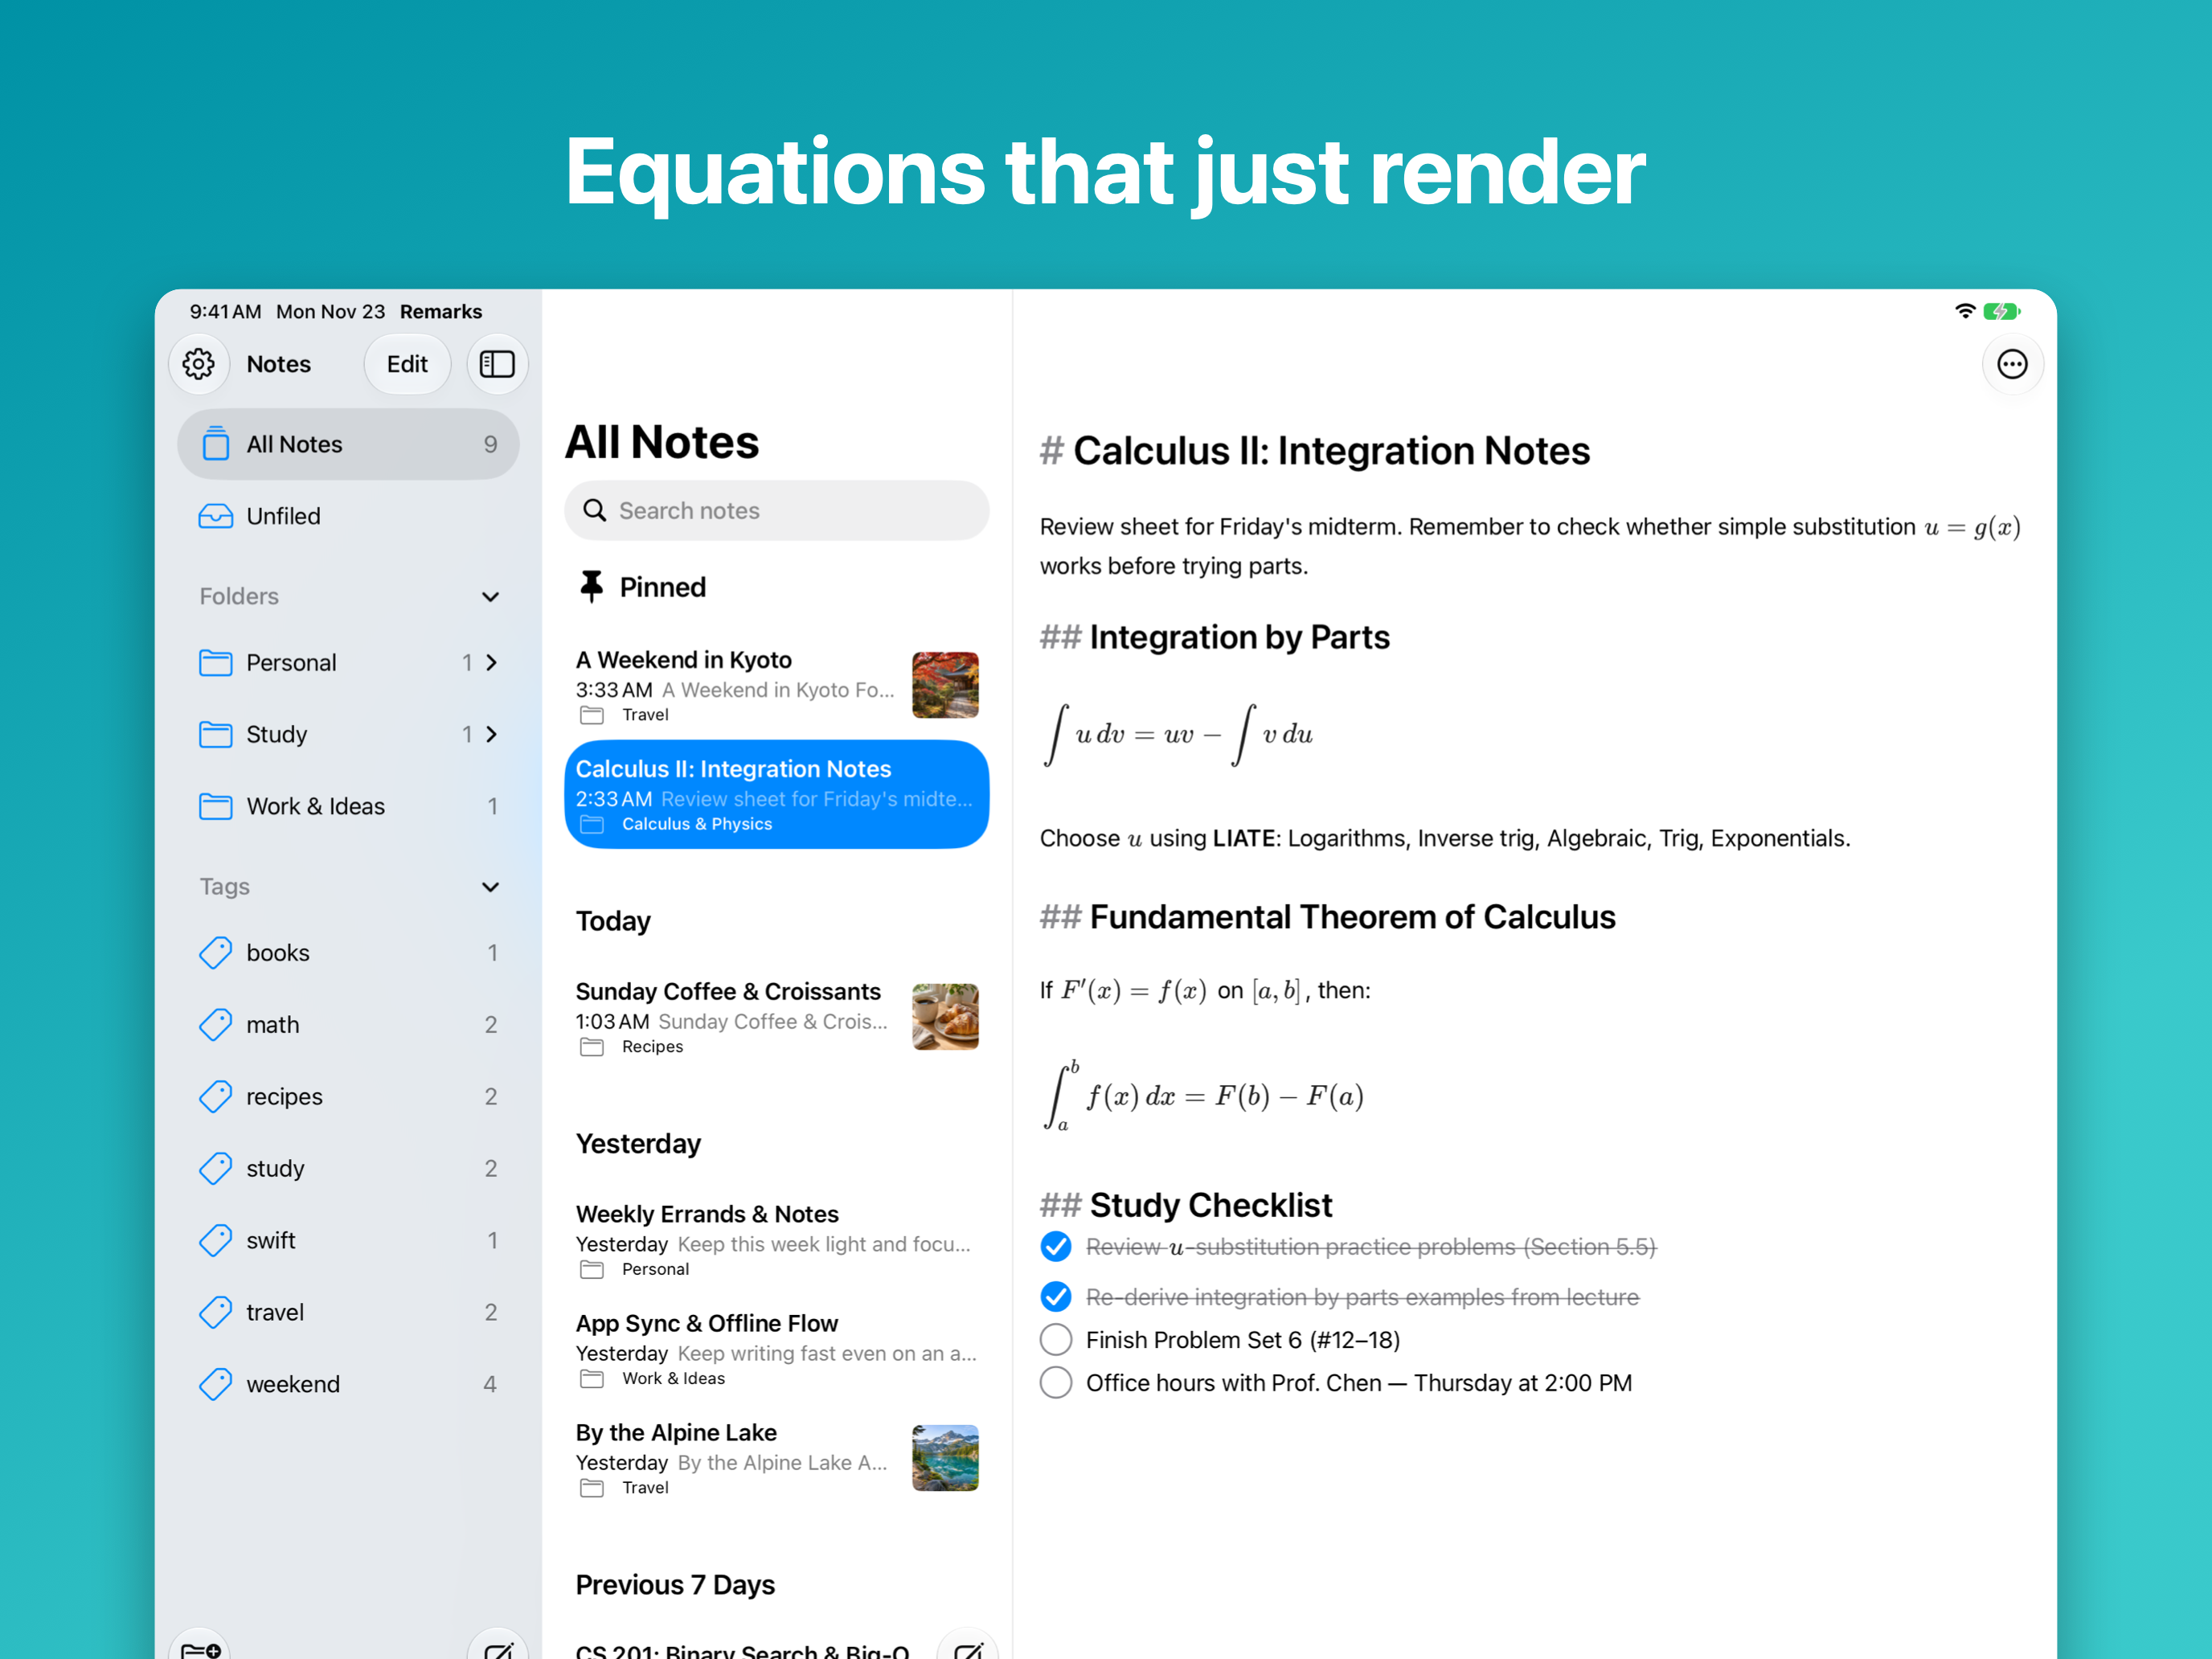 Equations that just render
9:41 AM Mon Nov 23 Remarks
Notes
Edit
All Notes 9
Unfiled
Folders
Personal 1
Study 1
Work & Ideas 1
Tags
books 1
math 2
recipes 2
study 2
swift 1
travel 2
weekend 4
All Notes
Search notes
Pinned
A Weekend in Kyoto
3:33 AM A Weekend in Kyoto Fo...
Travel
Calculus II: Integration Notes
2:33 AM Review sheet for Friday's midte...
Calculus & Physics
Today
Sunday Coffee & Croissants
1:03 AM Sunday Coffee & Crois...
Recipes
Yesterday
Weekly Errands & Notes
Yesterday Keep this week light and focu...
Personal
App Sync & Offline Flow
Yesterday Keep writing fast even on an a...
Work & Ideas
By the Alpine Lake
Yesterday By the Alpine Lake A...
Travel
Previous 7 Days
CS 201: Binary Search & Big-O
# Calculus II: Integration Notes
Review sheet for Friday's midterm. Remember to check whether simple substitution u = g(x)
works before trying parts.
## Integration by Parts
∫ u dv = uv − ∫ v du
Choose u using LIATE: Logarithms, Inverse trig, Algebraic, Trig, Exponentials.
## Fundamental Theorem of Calculus
If F′(x) = f(x) on [a, b], then:
∫_a^b f(x) dx = F(b) − F(a)
## Study Checklist
Review u-substitution practice problems (Section 5.5)
Re-derive integration by parts examples from lecture
Finish Problem Set 6 (#12–18)
Office hours with Prof. Chen — Thursday at 2:00 PM